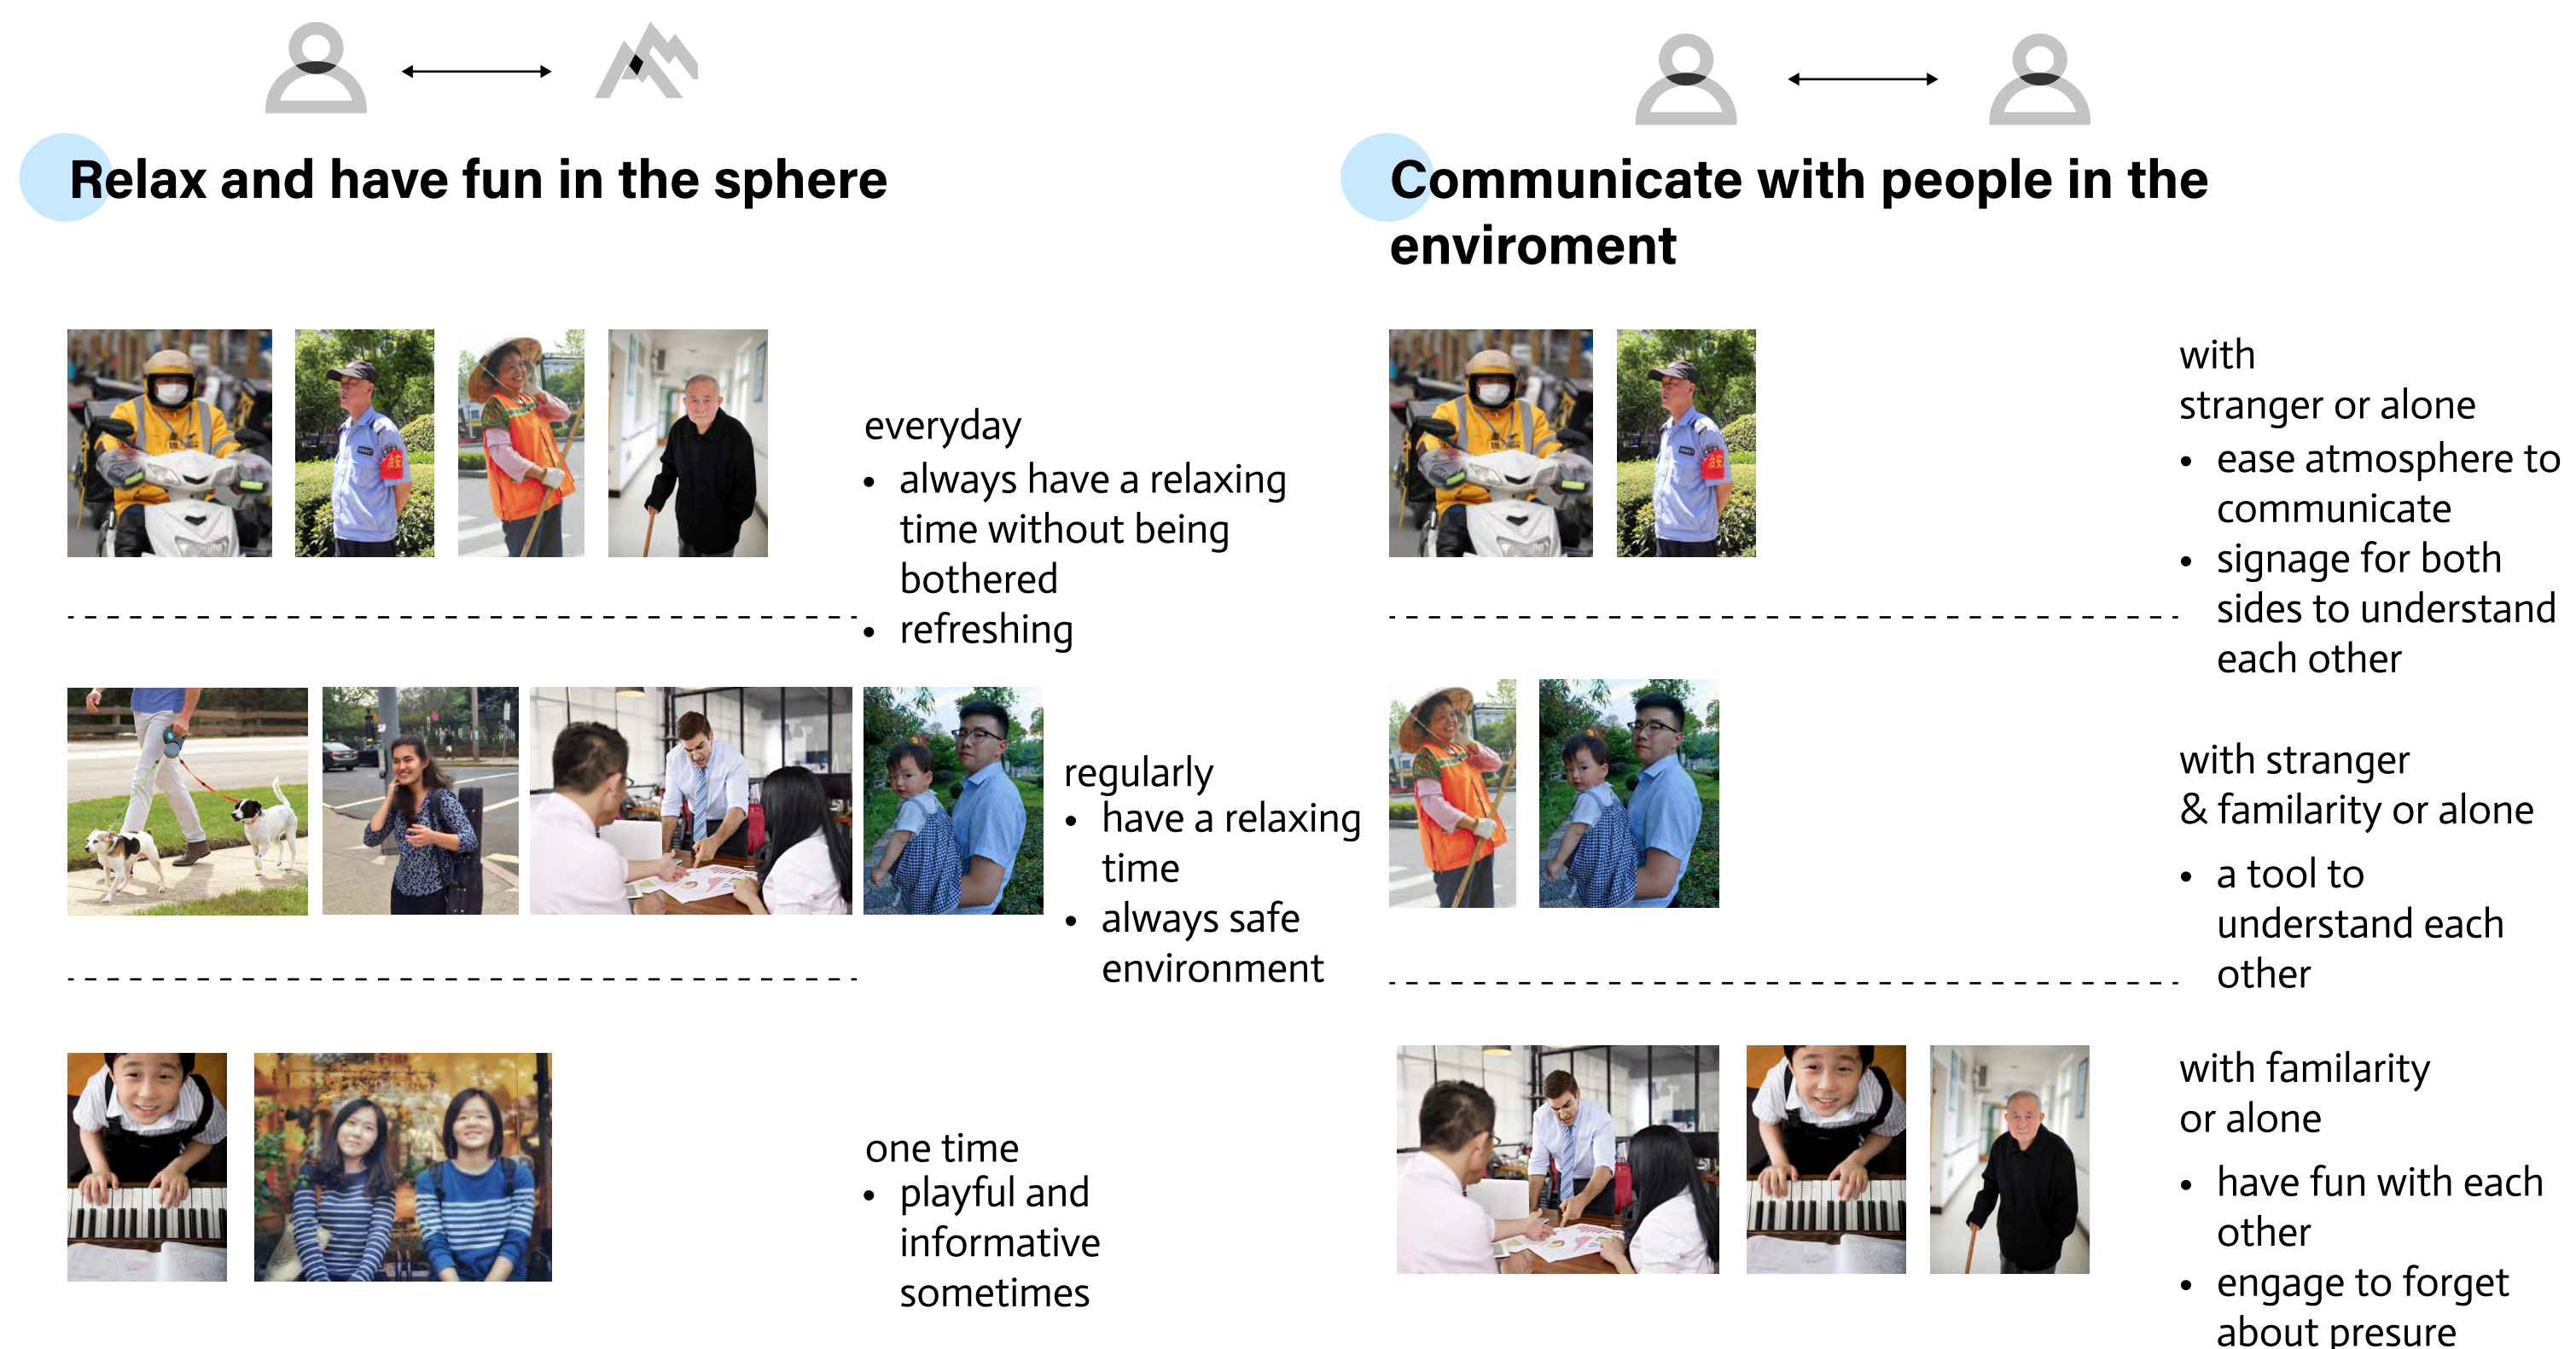 Relax and have fun in the sphere
everyday
• always have a relaxing
time without being
bothered
• refreshing
regularly
• have a relaxing
time
• always safe
environment
one time
• playful and
informative
sometimes
Communicate with people in the
enviroment
with
stranger or alone
• ease atmosphere to
communicate
• signage for both
sides to understand
each other
with stranger
& familarity or alone
• a tool to
understand each
other
with familarity
or alone
• have fun with each
other
• engage to forget
about presure